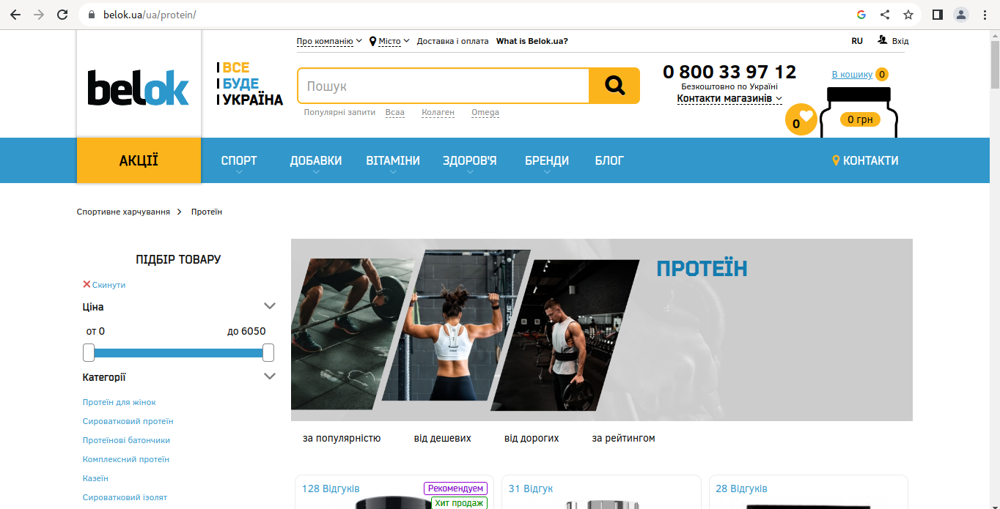 belok.ua/ua/protein/
Про компанію
Місто
Доставка і оплата
What is Belok.ua?
RU
Вхід
belok
ВСЕ
БУДЕ
УКРАЇНА
Пошук
Популярні запити Bcaa Колаген Omega
0 800 33 97 12
Безкоштовно по Україні
Контакти магазинів
В кошику 0
0
0 грн
АКЦІЇ
СПОРТ
ДОБАВКИ
ВІТАМІНИ
ЗДОРОВ'Я
БРЕНДИ
БЛОГ
КОНТАКТИ
Спортивне харчування > Протеїн
ПІДБІР ТОВАРУ
Скинути
Ціна
от 0 до 6050
Категорії
Протеїн для жінок
Сироватковий протеїн
Протеїнові батончики
Комплексний протеїн
Казеїн
Сироватковий ізолят
ПРОТЕЇН
за популярністю
від дешевих
від дорогих
за рейтингом
128 Відгуків
Рекомендуем
Хит продаж
31 Відгук
28 Відгуків